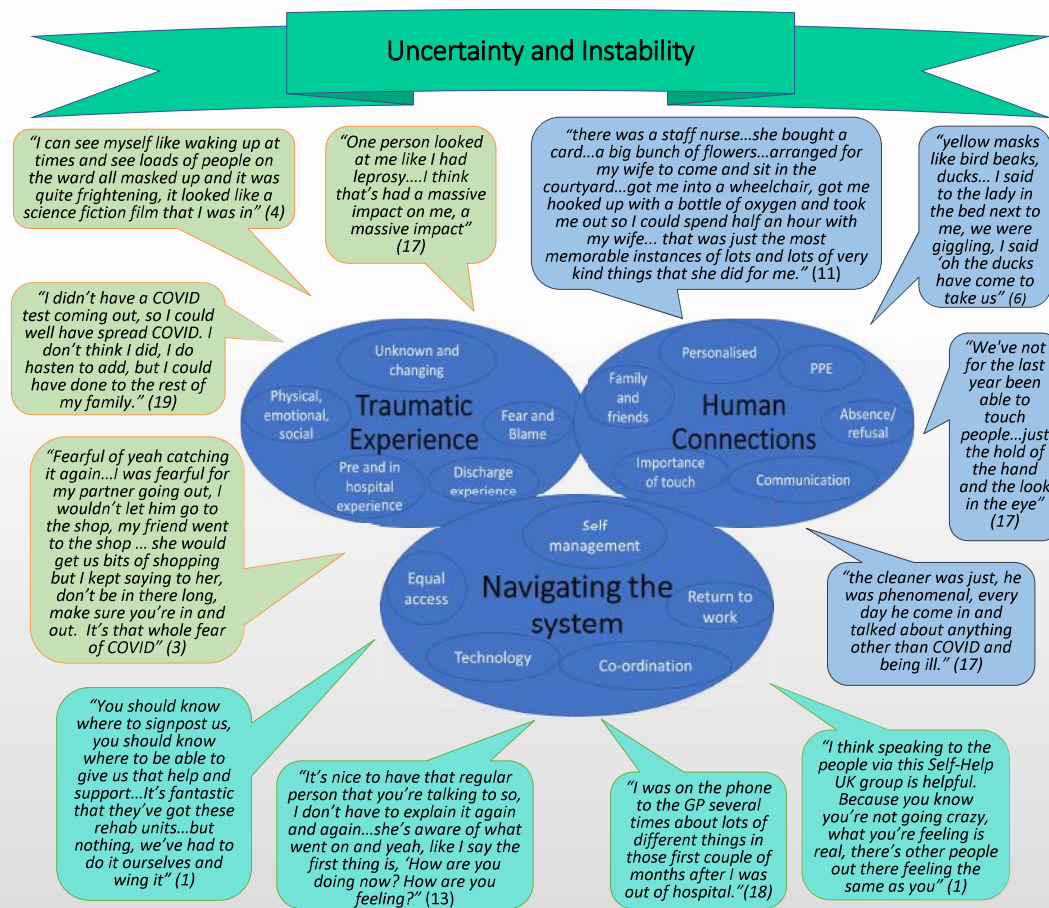 Uncertainty and Instability
“I can see myself like waking up at
times and see loads of people on
the ward all masked up and it was
quite frightening, it looked like a
science fiction film that I was in” (4)
“One person looked
at me like I had
leprosy....I think
that’s had a massive
impact on me, a
massive impact”
(17)
“there was a staff nurse...she bought a
card...a big bunch of flowers...arranged for
my wife to come and sit in the
courtyard...got me into a wheelchair, got me
hooked up with a bottle of oxygen and took
me out so I could spend half an hour with
my wife... that was just the most
memorable instances of lots and lots of very
kind things that she did for me.” (11)
“yellow masks
like bird beaks,
ducks... I said
to the lady in
the bed next to
me, we were
giggling, I said
‘oh the ducks
have come to
take us” (6)
“I didn’t have a COVID
test coming out, so I could
well have spread COVID. I
don’t think I did, I do
hasten to add, but I could
have done to the rest of
my family.” (19)
“Fearful of yeah catching
it again...I was fearful for
my partner going out, I
wouldn’t let him go to
the shop, my friend went
to the shop ... she would
get us bits of shopping
but I kept saying to her,
don’t be in there long,
make sure you’re in and
out.  It’s that whole fear
of COVID” (3)
Unknown and
changing
Physical,
emotional,
social
Traumatic
Experience
Fear and
Blame
Pre and in
hospital
experience
Discharge
experience
Personalised
PPE
Family
and
friends
Human
Connections
Absence/
refusal
Importance
of touch
Communication
“We've not
for the last
year been
able to
touch
people...just
the hold of
the hand
and the look
in the eye”
(17)
Self
management
Equal
access
Navigating the
system
Return to
work
Technology
Co-ordination
“the cleaner was just, he
was phenomenal, every
day he come in and
talked about anything
other than COVID and
being ill.” (17)
“You should know
where to signpost us,
you should know
where to be able to
give us that help and
support...It’s fantastic
that they’ve got these
rehab units...but
nothing, we’ve had to
do it ourselves and
wing it” (1)
“It’s nice to have that regular
person that you’re talking to so,
I don’t have to explain it again
and again...she’s aware of what
went on and yeah, like I say the
first thing is, ‘How are you
doing now? How are you
feeling?” (13)
“I was on the phone
to the GP several
times about lots of
different things in
those first couple of
months after I was
out of hospital.”(18)
“I think speaking to the
people via this Self-Help
UK group is helpful.
Because you know
you’re not going crazy,
what you’re feeling is
real, there’s other people
out there feeling the
same as you” (1)